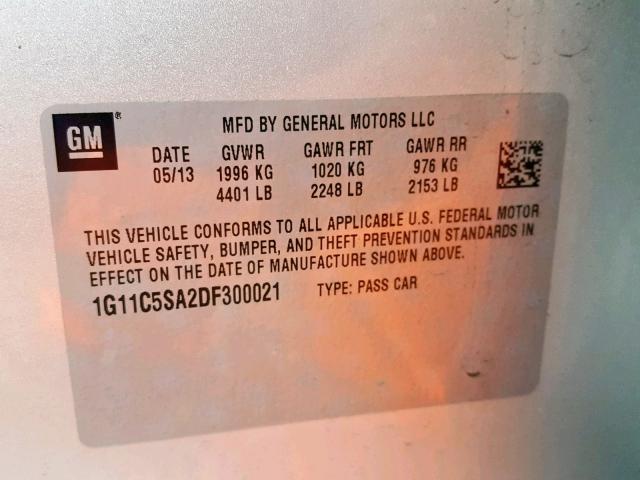 GM®
MFD BY GENERAL MOTORS LLC
DATE GVWR GAWR FRT GAWR RR
05/13 1996 KG 1020 KG 976 KG
4401 LB 2248 LB 2153 LB
THIS VEHICLE CONFORMS TO ALL APPLICABLE U.S. FEDERAL MOTOR
VEHICLE SAFETY, BUMPER, AND THEFT PREVENTION STANDARDS IN
EFFECT ON THE DATE OF MANUFACTURE SHOWN ABOVE.
1G11C5SA2DF300021 TYPE: PASS CAR